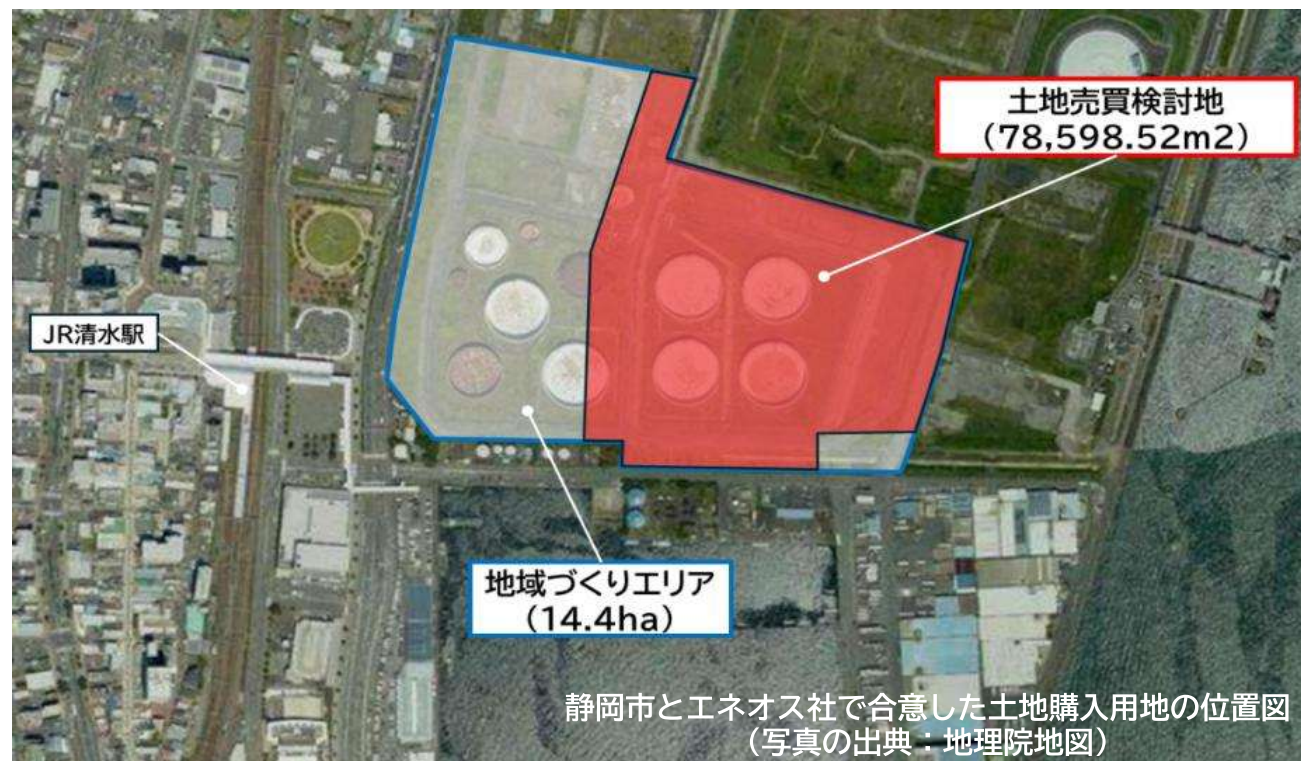 土地売買検討地
(78,598.52m2)
JR清水駅
地域づくりエリア
(14.4ha)
静岡市とエネオス社で合意した土地購入用地の位置図
(写真の出典：地理院地図)